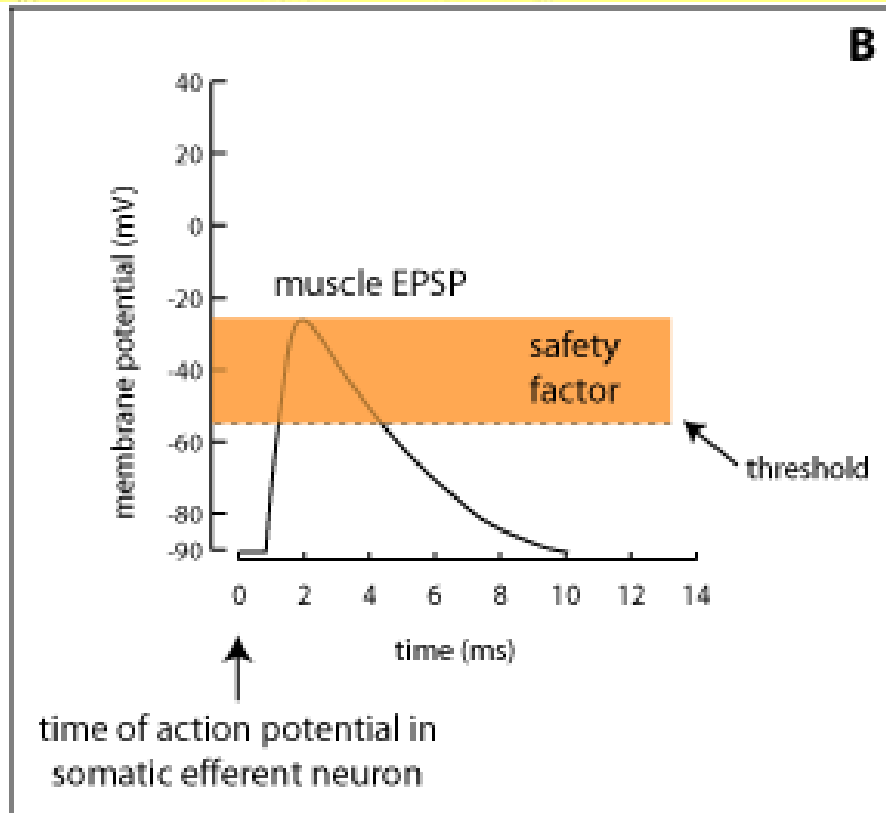 B
40
20
0
-20
-40
-60
-80
-90
membrane potential (mV)
muscle EPSP
safety
factor
threshold
0 2 4 6 8 10 12 14
time (ms)
time of action potential in
somatic efferent neuron